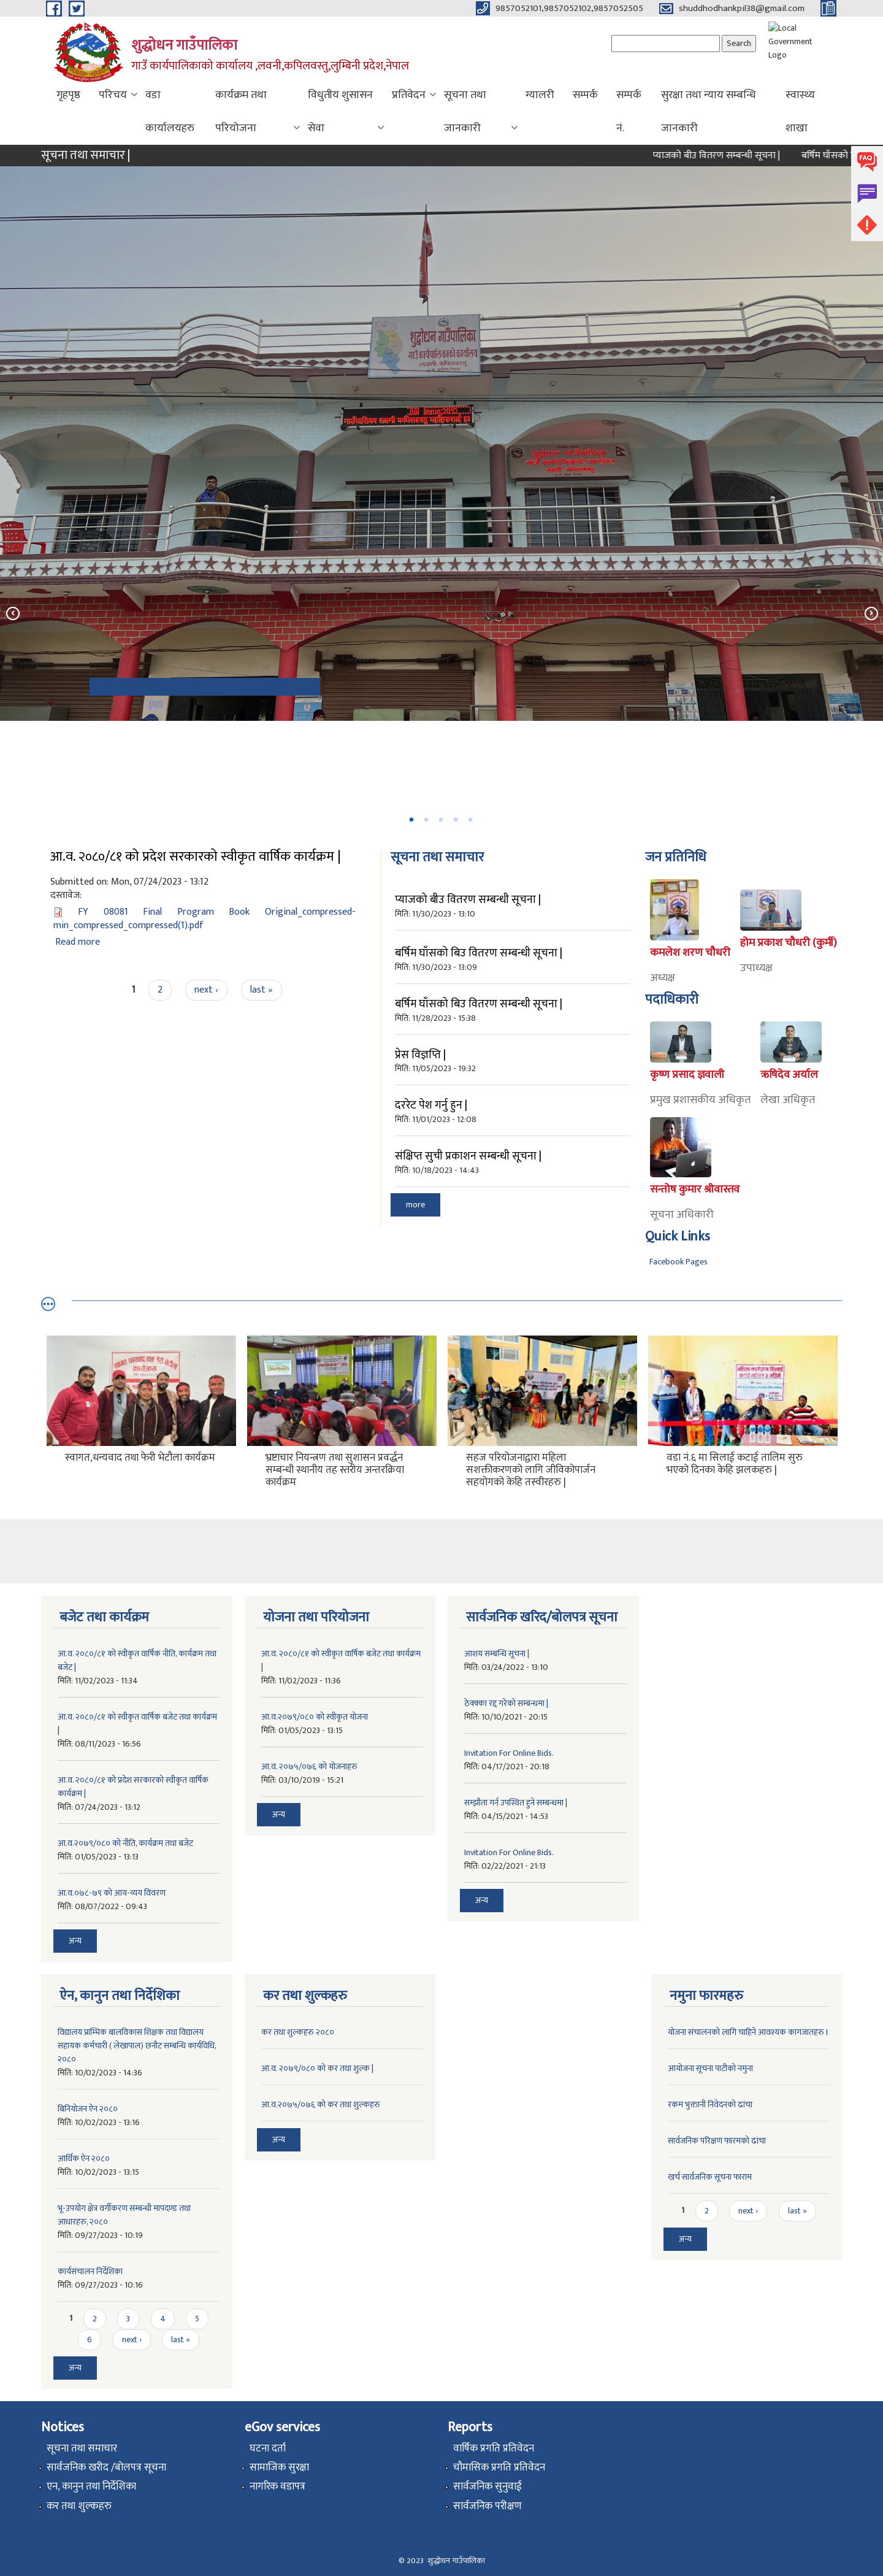 9857052101,9857052102,9857052505
shuddhodhankpil38@gmail.com
शुद्धोधन गाउँपालिका
गाउँ कार्यपालिकाको कार्यालय ,लवनी,कपिलवस्तु,लुम्बिनी प्रदेश,नेपाल
Search
Local Government Logo
गृहपृष्ठ
परिचय
वडा कार्यालयहरु
कार्यक्रम तथा परियोजना
विधुतीय शुसासन सेवा
प्रतिवेदन
सूचना तथा जानकारी
ग्यालरी
सम्पर्क
सम्पर्क नं.
सुरक्षा तथा न्याय सम्बन्धि जानकारी
स्वास्थ्य शाखा
सूचना तथा समाचार |
प्याजको बीउ वितरण सम्बन्धी सूचना |
बर्षिम घाँसको
FAQ
शुद्धोधन गाउँपालिका
आ.व. २०८०/८१ को प्रदेश सरकारको स्वीकृत वार्षिक कार्यक्रम |
Submitted on: Mon, 07/24/2023 - 13:12
दस्तावेज:
FY 08081 Final Program Book Original_compressed-
min_compressed_compressed(1).pdf
Read more
1 2 next › last »
सूचना तथा समाचार
प्याजको बीउ वितरण सम्बन्धी सूचना |
मिति: 11/30/2023 - 13:10
बर्षिम घाँसको बिउ वितरण सम्बन्धी सूचना |
मिति: 11/30/2023 - 13:09
बर्षिम घाँसको बिउ वितरण सम्बन्धी सूचना |
मिति: 11/28/2023 - 15:38
प्रेस विज्ञप्ति |
मिति: 11/05/2023 - 19:32
दररेट पेश गर्नु हुन |
मिति: 11/01/2023 - 12:08
संक्षिप्त सुची प्रकाशन सम्बन्धी सूचना |
मिति: 10/18/2023 - 14:43
more
जन प्रतिनिधि
कमलेश शरण चौधरी
अध्यक्ष
होम प्रकाश चौधरी (कुर्मी)
उपाध्यक्ष
पदाधिकारी
कृष्ण प्रसाद ज्ञवाली
प्रमुख प्रशासकीय अधिकृत
ऋषिदेव अर्याल
लेखा अधिकृत
सन्तोष कुमार श्रीवास्तव
सूचना अधिकारी
Quick Links
Facebook Pages
स्वागत,धन्यवाद तथा फेरी भेटौला कार्यक्रम
भ्रष्टाचार नियन्त्रण तथा सुशासन प्रवर्द्धन
सम्बन्धी स्थानीय तह स्तरीय अन्तरक्रिया
कार्यक्रम
सहज परियोजनाद्वारा महिला
सशक्तीकरणको लागि जीविकोपार्जन
सहयोगको केहि तस्वीरहरु |
वडा नं.६ मा सिलाई कटाई तालिम सुरु
भएको दिनका केहि झलकहरु |
बजेट तथा कार्यक्रम
आ.व. २०८०/८१ को स्वीकृत वार्षिक नीति, कार्यक्रम तथा
बजेट |
मिति: 11/02/2023 - 11:34
आ.व. २०८०/८१ को स्वीकृत वार्षिक बजेट तथा कार्यक्रम
|
मिति: 08/11/2023 - 16:56
आ.व. २०८०/८१ को प्रदेश सरकारको स्वीकृत वार्षिक
कार्यक्रम |
मिति: 07/24/2023 - 13:12
आ.व.२०७९/०८० को नीति, कार्यक्रम तथा बजेट
मिति: 01/05/2023 - 13:13
आ.व.०७८-७९ को आय-व्यय विवरण
मिति: 08/07/2022 - 09:43
अन्य
योजना तथा परियोजना
आ.व. २०८०/८१ को स्वीकृत वार्षिक बजेट तथा कार्यक्रम
|
मिति: 11/02/2023 - 11:36
आ.व.२०७९/०८० को स्वीकृत योजना
मिति: 01/05/2023 - 13:15
आ.व. २०७५/०७६ को योजनाहरु
मिति: 03/10/2019 - 15:21
अन्य
सार्वजनिक खरिद/बोलपत्र सूचना
आशय सम्बन्धि सूचना |
मिति: 03/24/2022 - 13:10
ठेक्क्का रद्द गरेको सम्बन्धमा |
मिति: 10/10/2021 - 20:15
Invitation For Online Bids.
मिति: 04/17/2021 - 20:18
सम्झौता गर्न उपस्थित हुने सम्बन्धमा |
मिति: 04/15/2021 - 14:53
Invitation For Online Bids.
मिति: 02/22/2021 - 21:13
अन्य
ऐन, कानुन तथा निर्देशिका
विद्यालय प्राम्भिक बालविकास शिक्षक तथा विद्यालय
सहायक कर्मचारी ( लेखापाल) छनौट सम्बन्धि कार्यविधि,
२०८०
मिति: 10/02/2023 - 14:36
बिनियोजन ऐन २०८०
मिति: 10/02/2023 - 13:16
आर्थिक ऐन २०८०
मिति: 10/02/2023 - 13:15
भू-उपयोग क्षेत्र वर्गीकरण सम्बन्धी मापदण्ड तथा
आधारहरु, २०८०
मिति: 09/27/2023 - 10:19
कार्यसंचालन निर्देशिका
मिति: 09/27/2023 - 10:16
1 2 3 4 5
6 next › last »
अन्य
कर तथा शुल्कहरु
कर तथा शुल्कहरु २०८०
आ.व. २०७९/०८० को कर तथा शुल्क |
आ.व.२०७५/०७६ को कर तथा शुल्कहरु
अन्य
नमुना फारमहरु
योजना संचालनको लागि चाहिने आवश्यक कागजातहरु ।
आयोजना सूचना पाटीको नमुना
रकम भुक्तानी निवेदनको ढांचा
सार्वजनिक परिक्षण फारमको ढांचा
खर्च सार्वजनिक सूचना फाराम
1 2 next › last »
अन्य
Notices
सूचना तथा समाचार
सार्वजनिक खरीद /बोलपत्र सूचना
एन, कानुन तथा निर्देशिका
कर तथा शुल्कहरु
eGov services
घटना दर्ता
सामाजिक सुरक्षा
नागरिक वडापत्र
Reports
वार्षिक प्रगति प्रतिवेदन
चौमासिक प्रगति प्रतिवेदन
सार्वजनिक सुनुवाई
सार्वजनिक परीक्षण
© 2023 शुद्धोधन गाउँपालिका